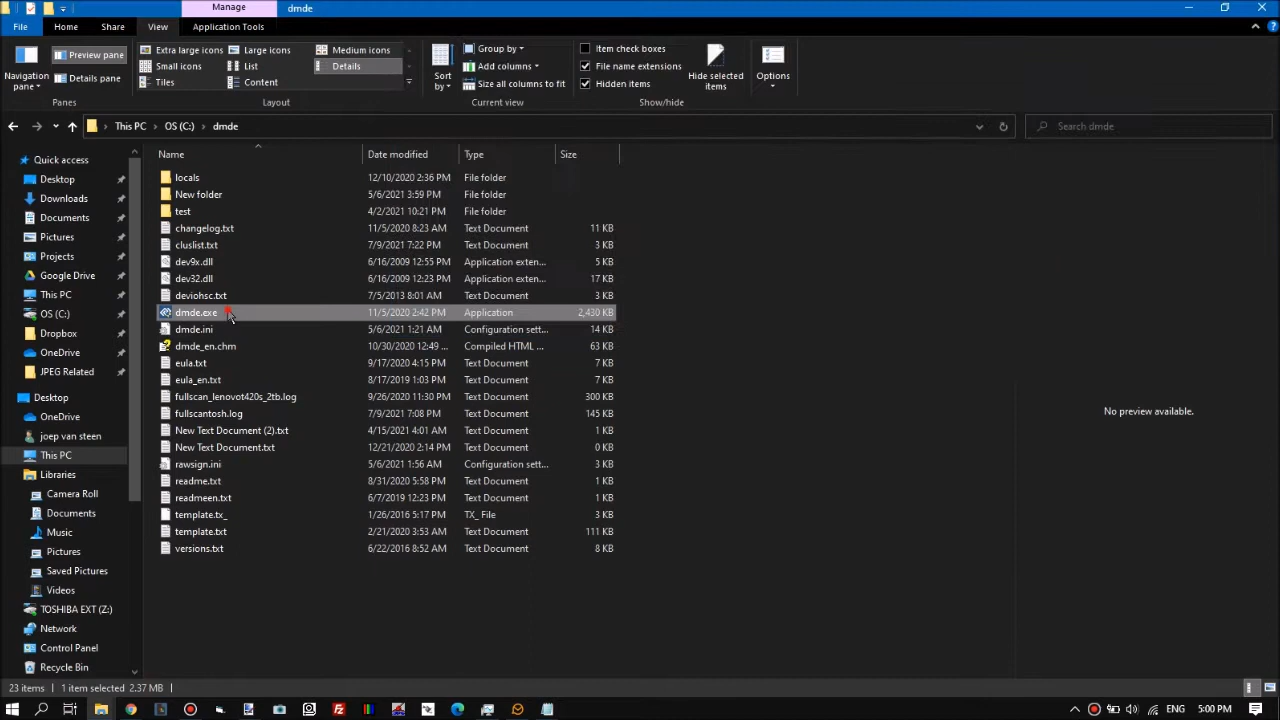 Manage
dmde
File
Home
Share
View
Application Tools
Navigation pane
Preview pane
Details pane
Panes
Extra large icons
Large icons
Medium icons
Small icons
List
Details
Tiles
Content
Layout
Sort by
Group by
Add columns
Size all columns to fit
Current view
Item check boxes
File name extensions
Hidden items
Hide selected items
Show/hide
Options
This PC > OS (C:) > dmde
Search dmde
Quick access
Desktop
Downloads
Documents
Pictures
Projects
Google Drive
This PC
OS (C:)
Dropbox
OneDrive
JPEG Related
Desktop
OneDrive
joep van steen
This PC
Libraries
Camera Roll
Documents
Music
Pictures
Saved Pictures
Videos
TOSHIBA EXT (Z:)
Network
Control Panel
Recycle Bin
Name Date modified Type Size
locals 12/10/2020 2:36 PM File folder
New folder 5/6/2021 3:59 PM File folder
test 4/2/2021 10:21 PM File folder
changelog.txt 11/5/2020 8:23 AM Text Document 11 KB
cluslist.txt 7/9/2021 7:22 PM Text Document 3 KB
dev9x.dll 6/16/2009 12:55 PM Application exten... 5 KB
dev32.dll 6/16/2009 12:23 PM Application exten... 17 KB
deviohsc.txt 7/5/2013 8:01 AM Text Document 3 KB
dmde.exe 11/5/2020 2:42 PM Application 2,430 KB
dmde.ini 5/6/2021 1:21 AM Configuration sett... 14 KB
dmde_en.chm 10/30/2020 12:49 ... Compiled HTML ... 63 KB
eula.txt 9/17/2020 4:15 PM Text Document 7 KB
eula_en.txt 8/17/2019 1:03 PM Text Document 7 KB
fullscan_lenovot420s_2tb.log 9/26/2020 11:30 PM Text Document 300 KB
fullscantosh.log 7/9/2021 7:08 PM Text Document 145 KB
New Text Document (2).txt 4/15/2021 4:01 AM Text Document 1 KB
New Text Document.txt 12/21/2020 2:14 PM Text Document 0 KB
rawsign.ini 5/6/2021 1:56 AM Configuration sett... 3 KB
readme.txt 8/31/2020 5:58 PM Text Document 1 KB
readmeen.txt 6/7/2019 12:23 PM Text Document 1 KB
template.tx_ 1/26/2016 5:17 PM TX_ File 3 KB
template.txt 2/21/2020 3:53 AM Text Document 111 KB
versions.txt 6/22/2016 8:52 AM Text Document 8 KB
No preview available.
23 items 1 item selected 2.37 MB
ENG 5:00 PM